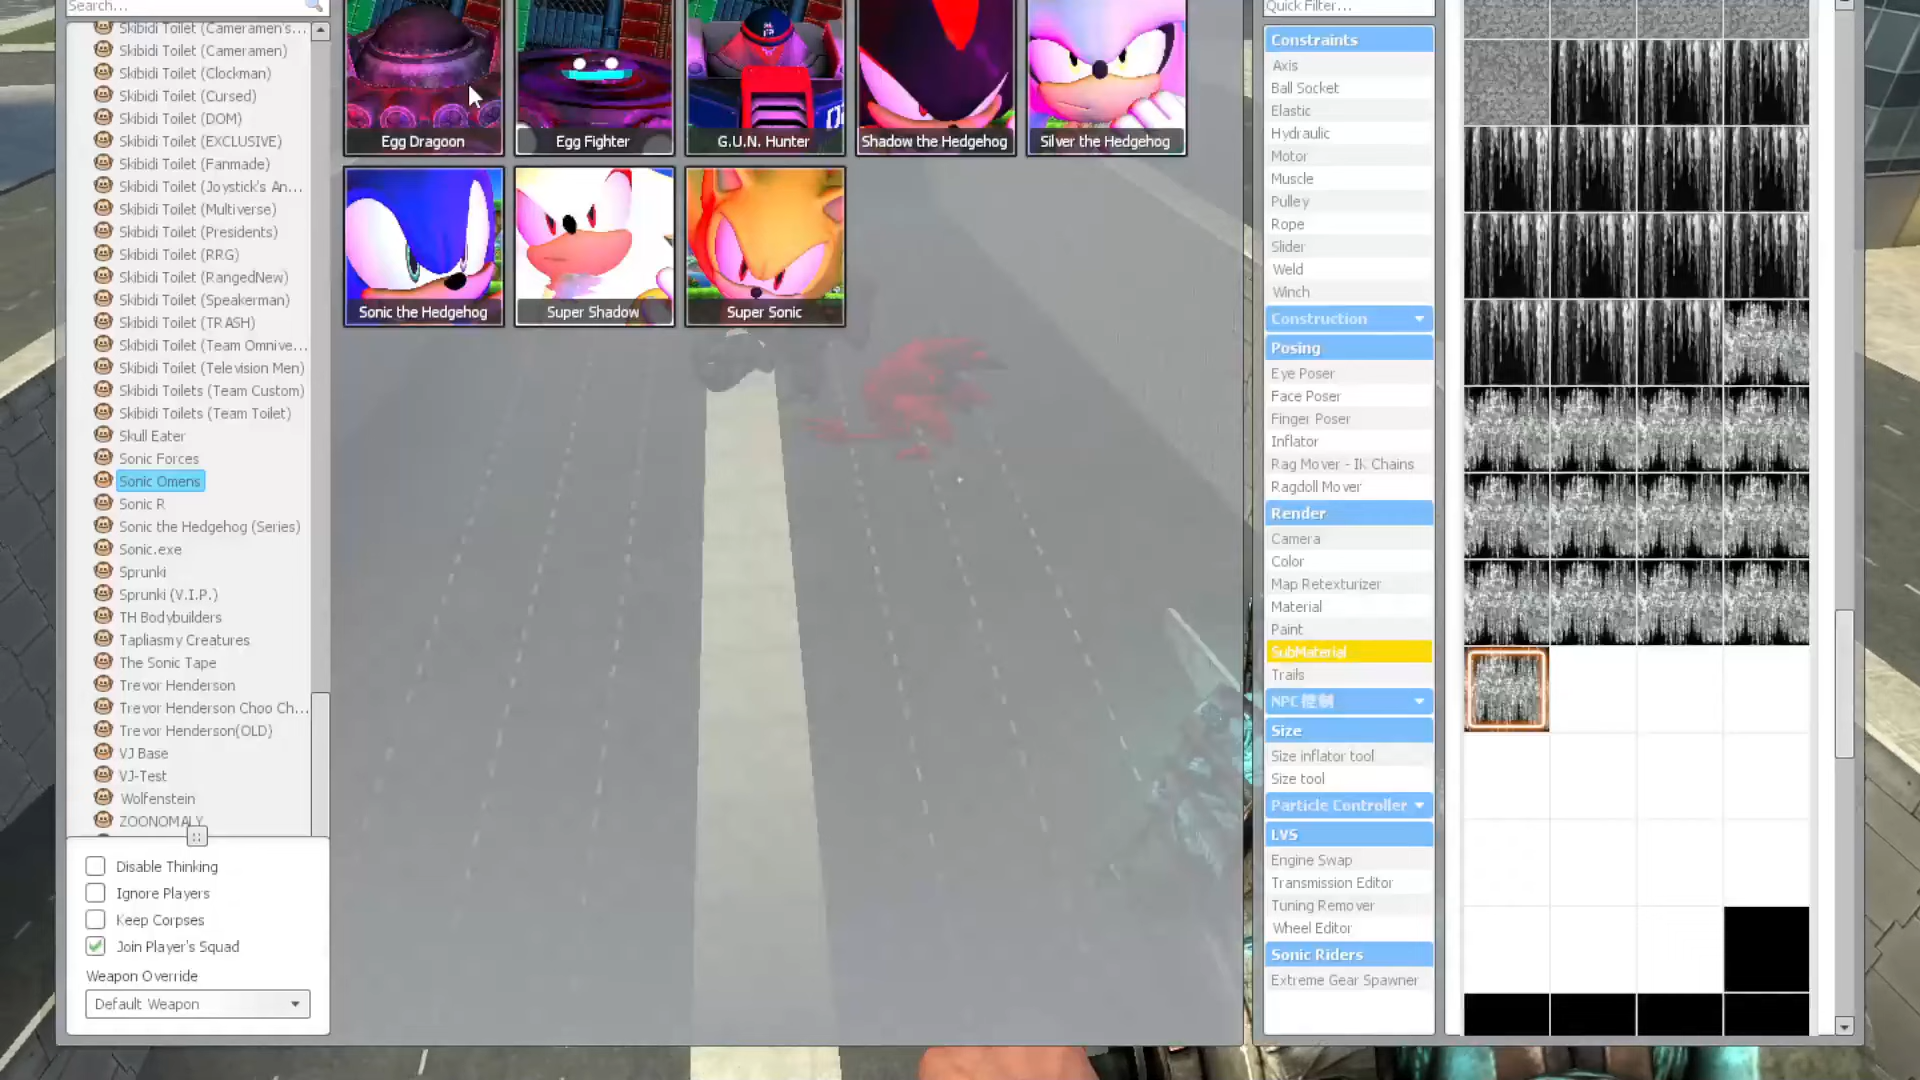 Search...
Skibidi Toilet (Cameramen's...
Skibidi Toilet (Cameramen)
Skibidi Toilet (Clockman)
Skibidi Toilet (Cursed)
Skibidi Toilet (DOM)
Skibidi Toilet (EXCLUSIVE)
Skibidi Toilet (Fanmade)
Skibidi Toilet (Joystick's An...
Skibidi Toilet (Multiverse)
Skibidi Toilet (Presidents)
Skibidi Toilet (RRG)
Skibidi Toilet (RangedNew)
Skibidi Toilet (Speakerman)
Skibidi Toilet (TRASH)
Skibidi Toilet (Team Omnive...
Skibidi Toilet (Television Men)
Skibidi Toilets (Team Custom)
Skibidi Toilets (Team Toilet)
Skull Eater
Sonic Forces
Sonic Omens
Sonic R
Sonic the Hedgehog (Series)
Sonic.exe
Sprunki
Sprunki (V.I.P.)
TH Bodybuilders
Tapliasmy Creatures
The Sonic Tape
Trevor Henderson
Trevor Henderson Choo Ch...
Trevor Henderson(OLD)
VJ Base
VJ-Test
Wolfenstein
ZOONOMALY
Disable Thinking
Ignore Players
Keep Corpses
Join Player's Squad
Weapon Override
Default Weapon
Egg Dragoon
Egg Fighter
G.U.N. Hunter
Shadow the Hedgehog
Silver the Hedgehog
Sonic the Hedgehog
Super Shadow
Super Sonic
Quick Filter...
Constraints
Axis
Ball Socket
Elastic
Hydraulic
Motor
Muscle
Pulley
Rope
Slider
Weld
Winch
Construction
Posing
Eye Poser
Face Poser
Finger Poser
Inflator
Rag Mover - IK Chains
Ragdoll Mover
Render
Camera
Color
Map Retexturizer
Material
Paint
SubMaterial
Trails
NPC 控制
Size
Size inflator tool
Size tool
Particle Controller
LVS
Engine Swap
Transmission Editor
Tuning Remover
Wheel Editor
Sonic Riders
Extreme Gear Spawner